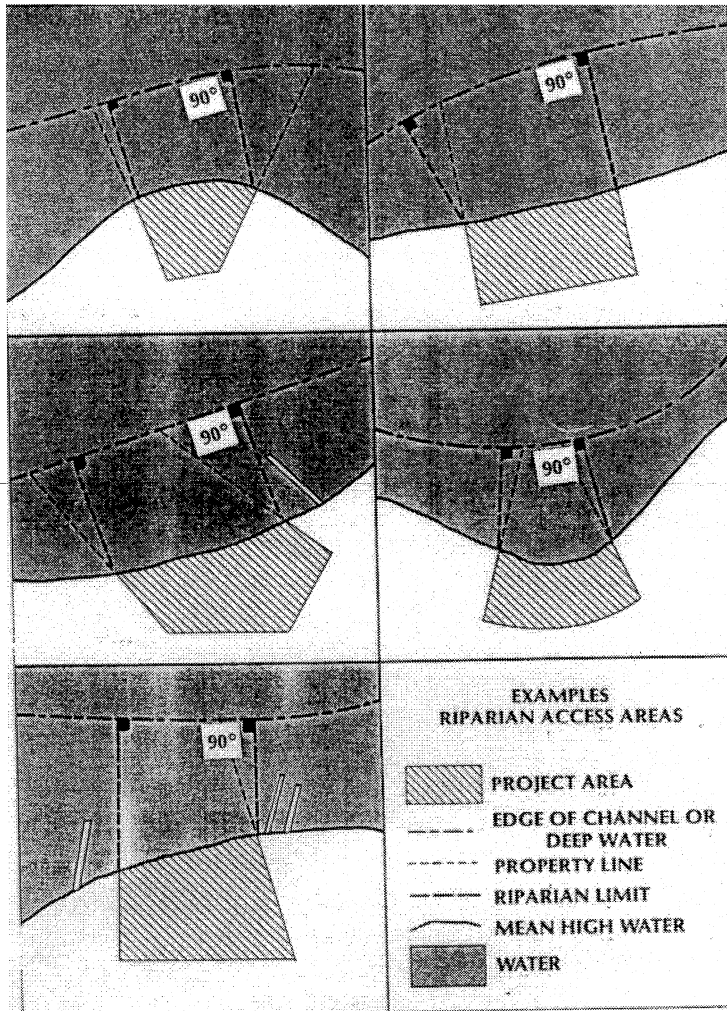 90°
90°
90°
90°
90°
EXAMPLES
RIPARIAN ACCESS AREAS
PROJECT AREA
EDGE OF CHANNEL OR
DEEP WATER
PROPERTY LINE
RIPARIAN LIMIT
MEAN HIGH WATER
WATER